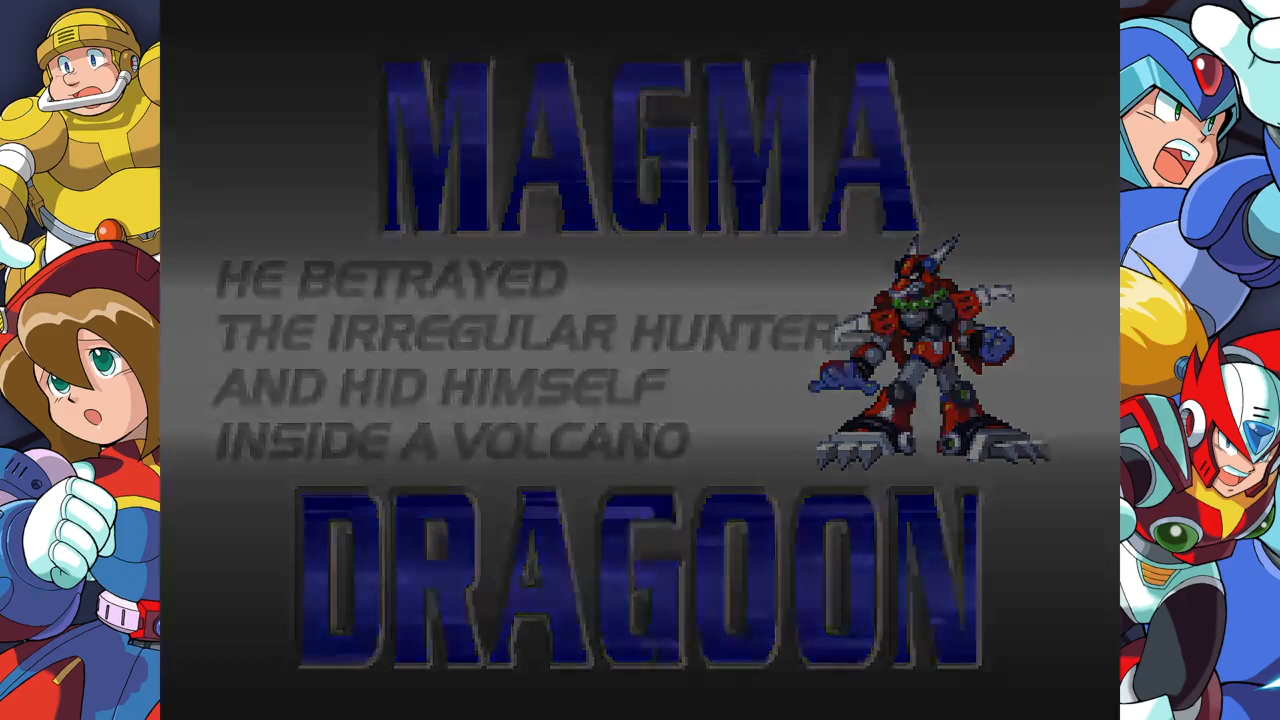 MAGMA
HE BETRAYED
THE IRREGULAR HUNTERS
AND HID HIMSELF
INSIDE A VOLCANO
DRAGOON